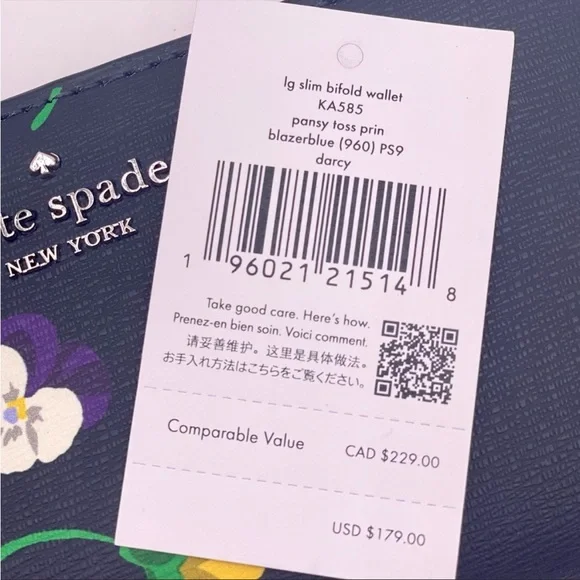 lg slim bifold wallet
KA585
pansy toss prin
blazerblue (960) PS9
darcy
te spade
NEW YORK
1 96021 21514 8
Take good care. Here's how.
Prenez-en bien soin. Voici comment.
请妥善维护。这里是具体做法。
お手入れ方法はこちらをご覧ください。
Comparable Value CAD $229.00
USD $179.00